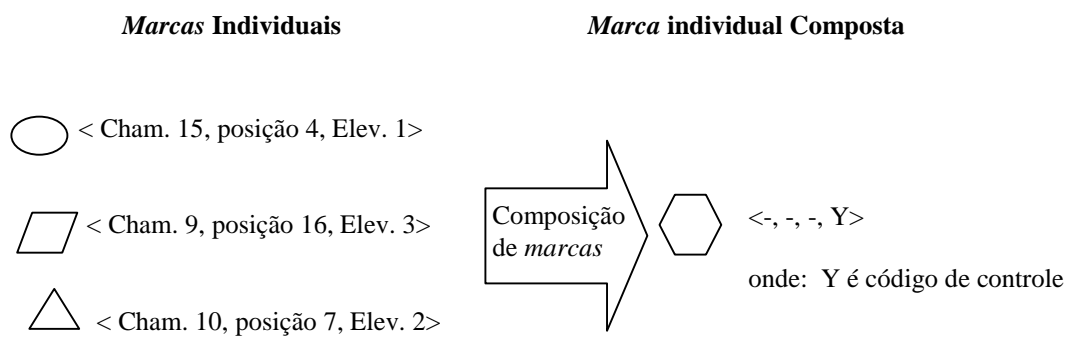 Marcas Individuais
Marca individual Composta
< Cham. 15, posição 4, Elev. 1>
< Cham. 9, posição 16, Elev. 3>
< Cham. 10, posição 7, Elev. 2>
Composição
de marcas
<-, -, -, Y>
onde: Y é código de controle